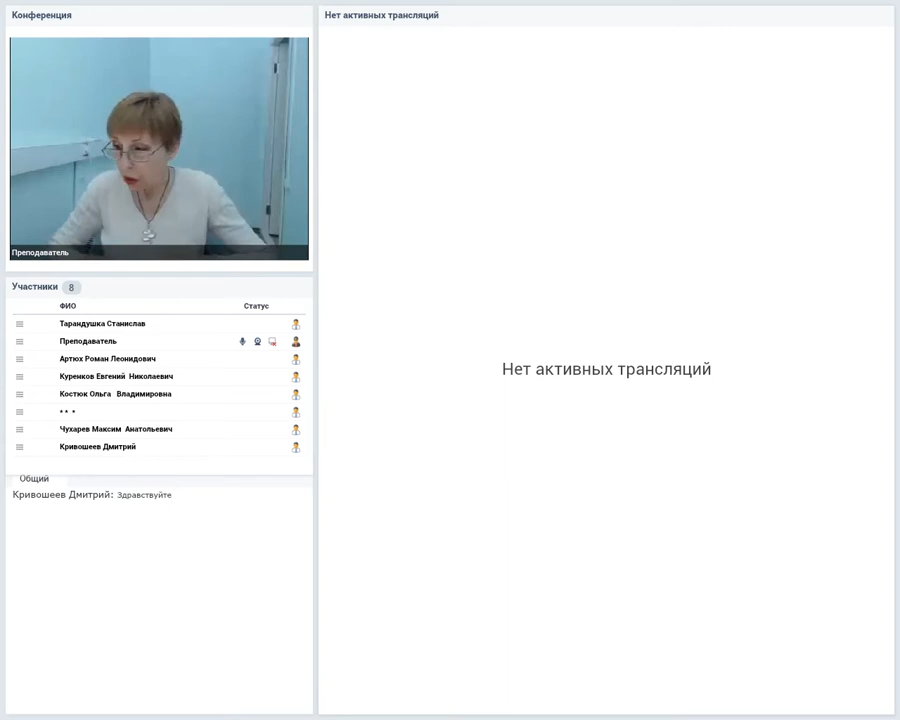 Конференция
Преподаватель
Участники 8
ФИО Статус
Тарандушка Станислав
Преподаватель
Артюх Роман Леонидович
Куренков Евгений Николаевич
Костюк Ольга Владимировна
* * *
Чухарев Максим Анатольевич
Кривошеев Дмитрий
Общий
Кривошеев Дмитрий: Здравствуйте
Нет активных трансляций
Нет активных трансляций